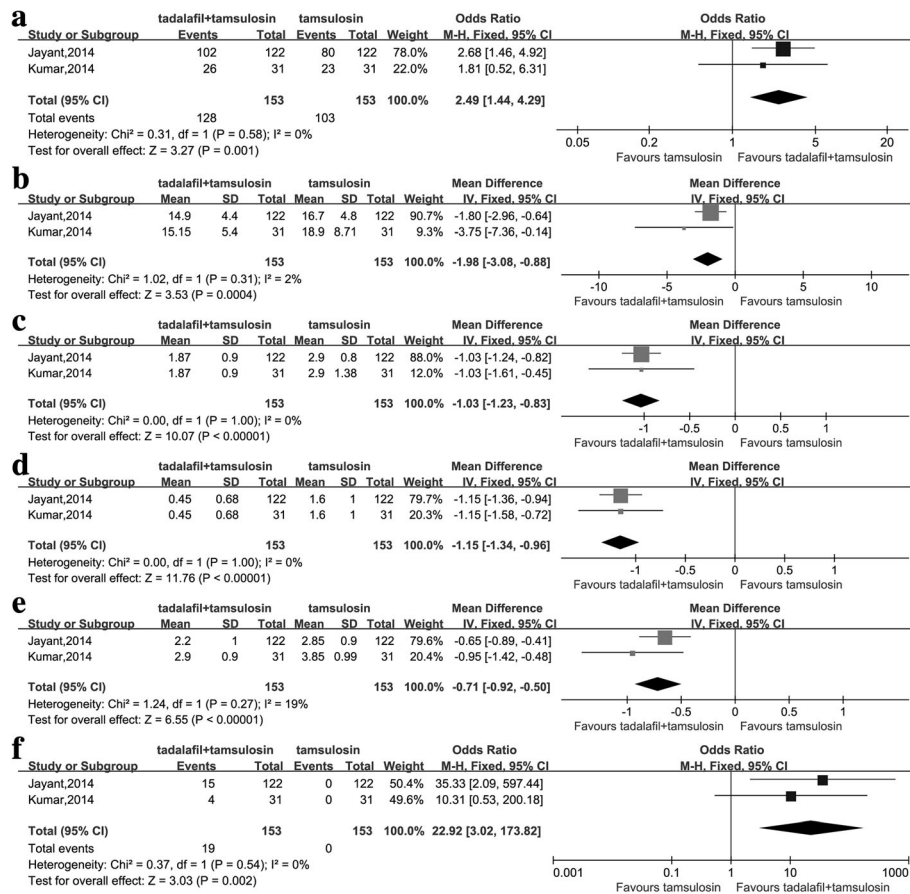 a
tadalafil+tamsulosin tamsulosin Odds Ratio Odds Ratio
Study or Subgroup Events Total Events Total Weight M-H, Fixed, 95% CI M-H, Fixed, 95% CI
Jayant,2014 102 122 80 122 78.0% 2.68 [1.46, 4.92]
Kumar,2014 26 31 23 31 22.0% 1.81 [0.52, 6.31]
Total (95% CI) 153 153 100.0% 2.49 [1.44, 4.29]
Total events 128 103
Heterogeneity: Chi² = 0.31, df = 1 (P = 0.58); I² = 0%
Test for overall effect: Z = 3.27 (P = 0.001)
0.05 0.2 1 5 20
Favours tamsulosin Favours tadalafil+tamsulosin
b
tadalafil+tamsulosin tamsulosin Mean Difference Mean Difference
Study or Subgroup Mean SD Total Mean SD Total Weight IV, Fixed, 95% CI IV, Fixed, 95% CI
Jayant,2014 14.9 4.4 122 16.7 4.8 122 90.7% -1.80 [-2.96, -0.64]
Kumar,2014 15.15 5.4 31 18.9 8.71 31 9.3% -3.75 [-7.36, -0.14]
Total (95% CI) 153 153 100.0% -1.98 [-3.08, -0.88]
Heterogeneity: Chi² = 1.02, df = 1 (P = 0.31); I² = 2%
Test for overall effect: Z = 3.53 (P = 0.0004)
-10 -5 0 5 10
Favours tadalafil+tamsulosin Favours tamsulosin
c
tadalafil+tamsulosin tamsulosin Mean Difference Mean Difference
Study or Subgroup Mean SD Total Mean SD Total Weight IV, Fixed, 95% CI IV, Fixed, 95% CI
Jayant,2014 1.87 0.9 122 2.9 0.8 122 88.0% -1.03 [-1.24, -0.82]
Kumar,2014 1.87 0.9 31 2.9 1.38 31 12.0% -1.03 [-1.61, -0.45]
Total (95% CI) 153 153 100.0% -1.03 [-1.23, -0.83]
Heterogeneity: Chi² = 0.00, df = 1 (P = 1.00); I² = 0%
Test for overall effect: Z = 10.07 (P < 0.00001)
-1 -0.5 0 0.5 1
Favours tadalafil+tamsulosin Favours tamsulosin
d
tadalafil+tamsulosin tamsulosin Mean Difference Mean Difference
Study or Subgroup Mean SD Total Mean SD Total Weight IV, Fixed, 95% CI IV, Fixed, 95% CI
Jayant,2014 0.45 0.68 122 1.6 1 122 79.7% -1.15 [-1.36, -0.94]
Kumar,2014 0.45 0.68 31 1.6 1 31 20.3% -1.15 [-1.58, -0.72]
Total (95% CI) 153 153 100.0% -1.15 [-1.34, -0.96]
Heterogeneity: Chi² = 0.00, df = 1 (P = 1.00); I² = 0%
Test for overall effect: Z = 11.76 (P < 0.00001)
-1 -0.5 0 0.5 1
Favours tadalafil+tamsulosin Favours tamsulosin
e
tadalafil+tamsulosin tamsulosin Mean Difference Mean Difference
Study or Subgroup Mean SD Total Mean SD Total Weight IV, Fixed, 95% CI IV, Fixed, 95% CI
Jayant,2014 2.2 1 122 2.85 0.9 122 79.6% -0.65 [-0.89, -0.41]
Kumar,2014 2.9 0.9 31 3.85 0.99 31 20.4% -0.95 [-1.42, -0.48]
Total (95% CI) 153 153 100.0% -0.71 [-0.92, -0.50]
Heterogeneity: Chi² = 1.24, df = 1 (P = 0.27); I² = 19%
Test for overall effect: Z = 6.55 (P < 0.00001)
-1 -0.5 0 0.5 1
Favours tadalafil+tamsulosin Favours tamsulosin
f
tadalafil+tamsulosin tamsulosin Odds Ratio Odds Ratio
Study or Subgroup Events Total Events Total Weight M-H, Fixed, 95% CI M-H, Fixed, 95% CI
Jayant,2014 15 122 0 122 50.4% 35.33 [2.09, 597.44]
Kumar,2014 4 31 0 31 49.6% 10.31 [0.53, 200.18]
Total (95% CI) 153 153 100.0% 22.92 [3.02, 173.82]
Total events 19 0
Heterogeneity: Chi² = 0.37, df = 1 (P = 0.54); I² = 0%
Test for overall effect: Z = 3.03 (P = 0.002)
0.001 0.1 1 10 1000
Favours tamsulosin Favours tadalafil+tamsulosin